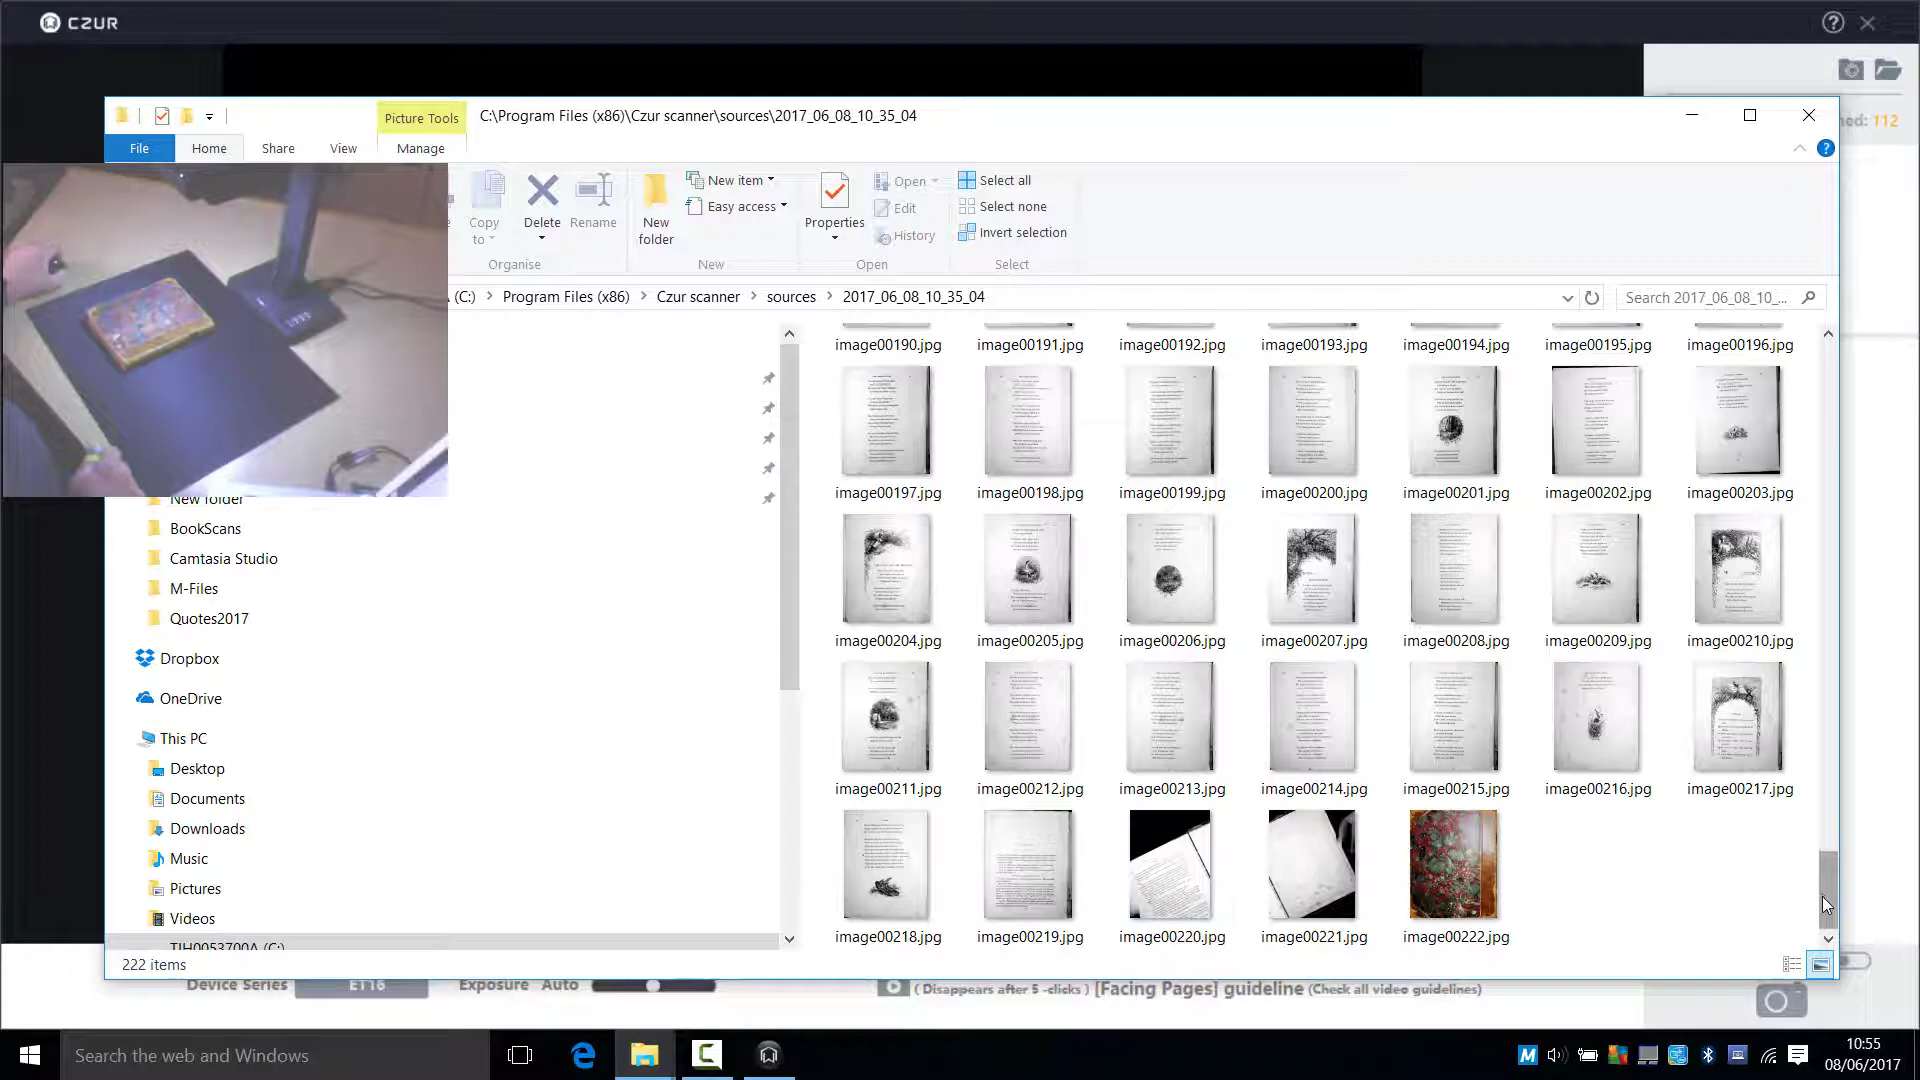 CZUR
Picture Tools
C:\Program Files (x86)\Czur scanner\sources\2017_06_08_10_35_04
ned: 112
File
Home
Share
View
Manage
Copy to
Delete
Rename
New folder
New item
Easy access
Properties
Open
Edit
History
Select all
Select none
Invert selection
Organise
New
Open
Select
(C:)
Program Files (x86)
Czur scanner
sources
2017_06_08_10_35_04
Search 2017_06_08_10_...
image00190.jpg
image00191.jpg
image00192.jpg
image00193.jpg
image00194.jpg
image00195.jpg
image00196.jpg
image00197.jpg
image00198.jpg
image00199.jpg
image00200.jpg
image00201.jpg
image00202.jpg
image00203.jpg
New folder
BookScans
Camtasia Studio
M-Files
Quotes2017
image00204.jpg
image00205.jpg
image00206.jpg
image00207.jpg
image00208.jpg
image00209.jpg
image00210.jpg
Dropbox
OneDrive
This PC
Desktop
Documents
Downloads
Music
Pictures
Videos
TIH0053700A (C:)
image00211.jpg
image00212.jpg
image00213.jpg
image00214.jpg
image00215.jpg
image00216.jpg
image00217.jpg
image00218.jpg
image00219.jpg
image00220.jpg
image00221.jpg
image00222.jpg
222 items
Device Series
ET16
Exposure
Auto
( Disappears after 5 -clicks ) [Facing Pages] guideline (Check all video guidelines)
Search the web and Windows
10:55
08/06/2017